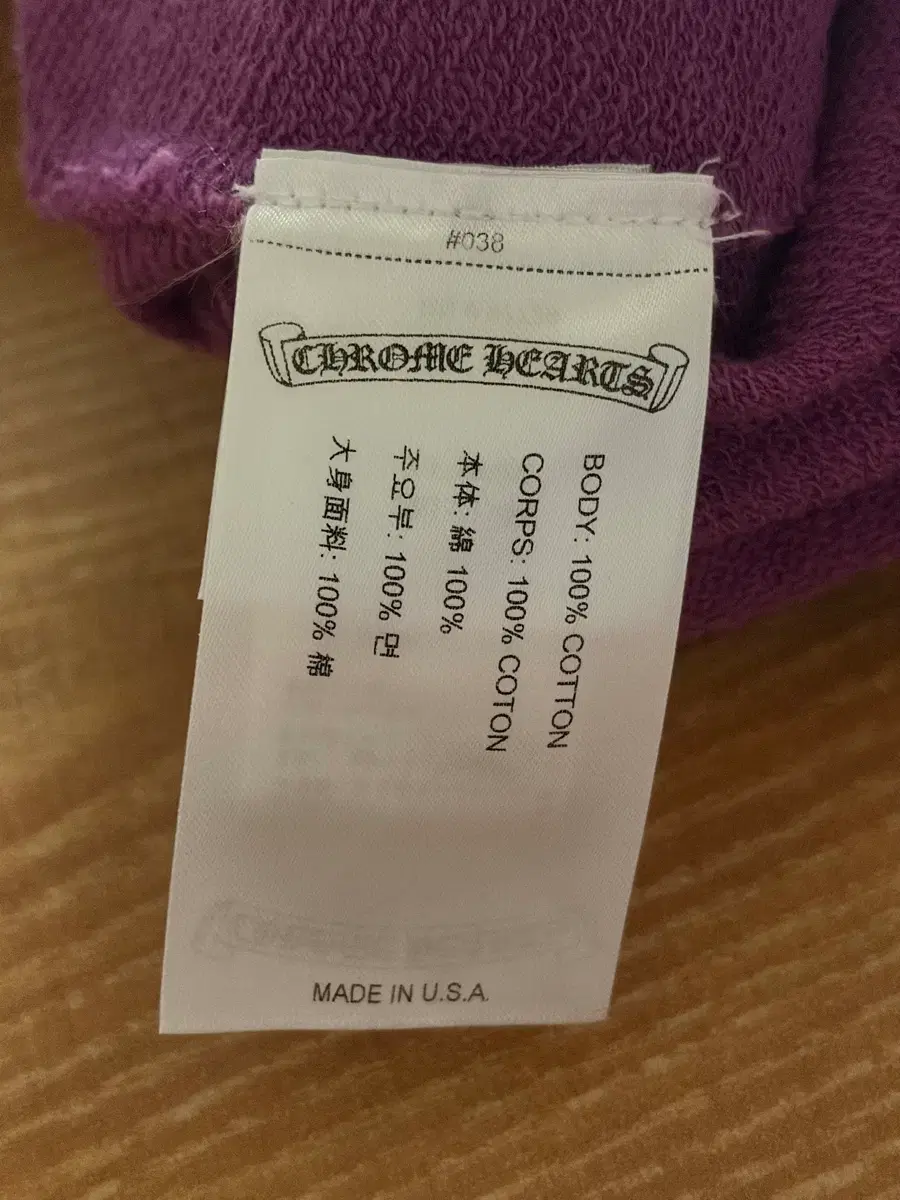 #038
CHROME HEARTS
BODY: 100% COTTON
CORPS: 100% COTON
本体: 綿 100%
주요부: 100% 면
大身面料: 100% 棉
MADE IN U.S.A.